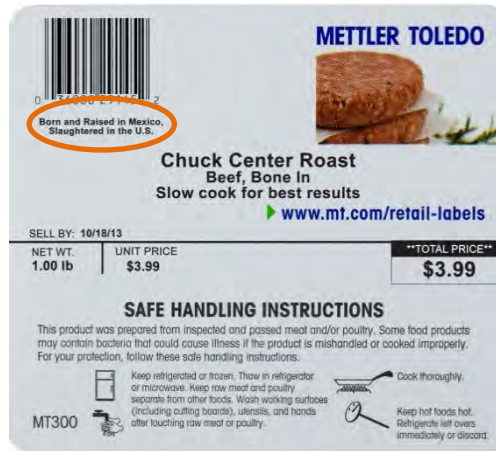 METTLER TOLEDO
Born and Raised in Mexico,
Slaughtered in the U.S.
Chuck Center Roast
Beef, Bone In
Slow cook for best results
www.mt.com/retail-labels
SELL BY: 10/18/13
NET WT.
1.00 lb
UNIT PRICE
$3.99
**TOTAL PRICE**
$3.99
SAFE HANDLING INSTRUCTIONS
This product was prepared from inspected and passed meat and/or poultry. Some food products
may contain bacteria that could cause illness if the product is mishandled or cooked improperly.
For your protection, follow these safe handling instructions.
Keep refrigerated or frozen. Thaw in refrigerator
or microwave. Keep raw meat and poultry
separate from other foods. Wash working surfaces
(including cutting boards), utensils, and hands
after touching raw meat or poultry.
Cook thoroughly.
Keep hot foods hot.
Refrigerate left overs
immediately or discard.
MT300